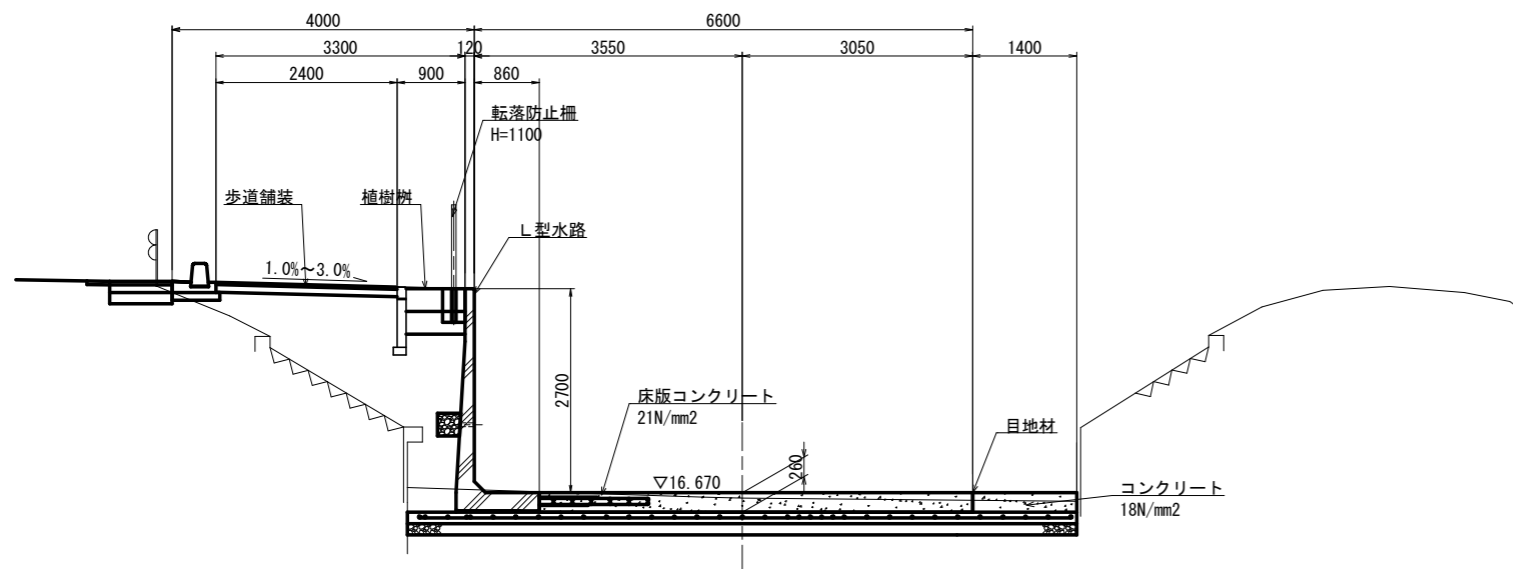 4000
6600
3300
120
3550
3050
1400
2400
900
860
転落防止柵
H=1100
歩道舗装
植樹桝
L型水路
1.0%～3.0%
2700
床版コンクリート
21N/mm2
目地材
260
▽16.670
コンクリート
18N/mm2